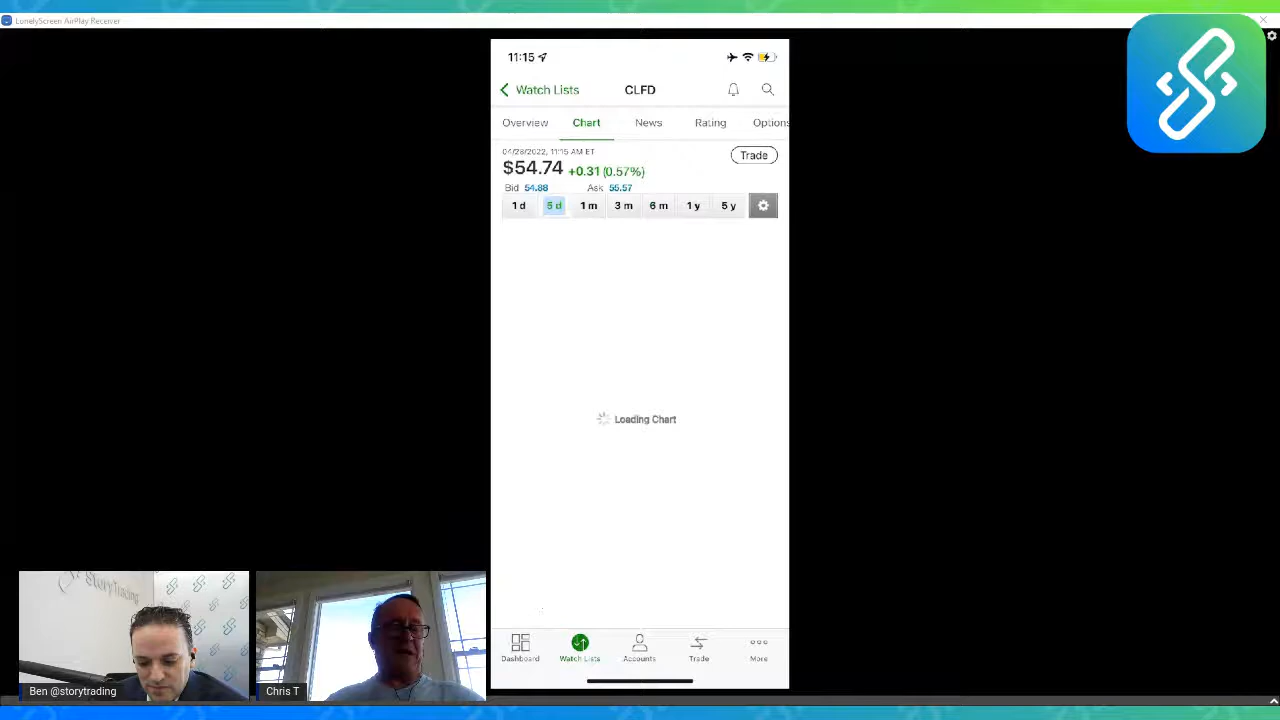 LonelyScreen AirPlay Receiver
11:15
Watch Lists
CLFD
Overview
Chart
News
Rating
Options
04/28/2022, 11:15 AM ET
$54.74 +0.31 (0.57%)
Trade
Bid 54.88 Ask 55.57
1 d
5 d
1 m
3 m
6 m
1 y
5 y
Loading Chart
StoryTrading
Dashboard
Watch Lists
Accounts
Trade
More
Ben @storytrading
Chris T